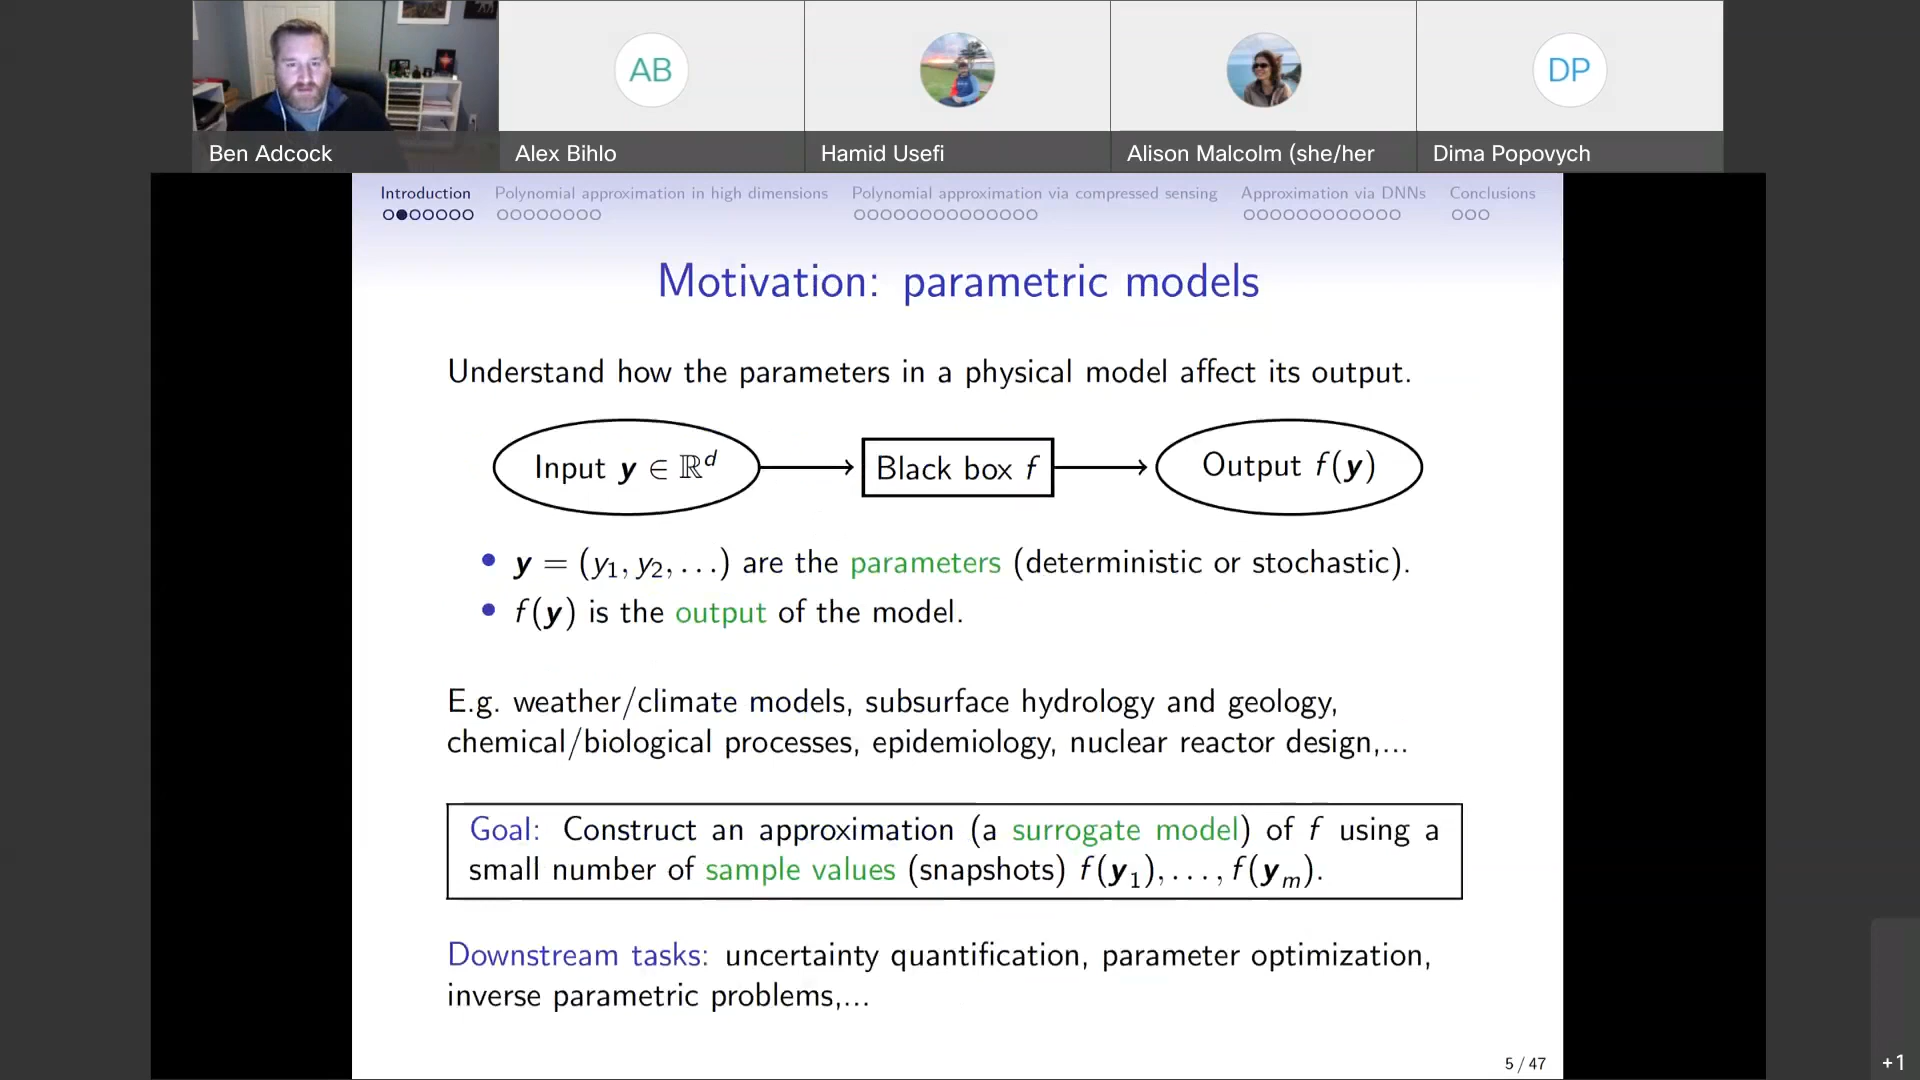 AB
DP
Ben Adcock
Alex Bihlo
Hamid Usefi
Alison Malcolm (she/her
Dima Popovych
Introduction
Polynomial approximation in high dimensions
Polynomial approximation via compressed sensing
Approximation via DNNs
Conclusions
Motivation: parametric models
Understand how the parameters in a physical model affect its output.
Input y ∈ ℝᵈ
Black box f
Output f(y)
• y = (y₁, y₂, . . .) are the parameters (deterministic or stochastic).
• f(y) is the output of the model.
E.g. weather/climate models, subsurface hydrology and geology,
chemical/biological processes, epidemiology, nuclear reactor design,...
Goal: Construct an approximation (a surrogate model) of f using a
small number of sample values (snapshots) f(y₁), . . . , f(yₘ).
Downstream tasks: uncertainty quantification, parameter optimization,
inverse parametric problems,...
5 / 47
+1